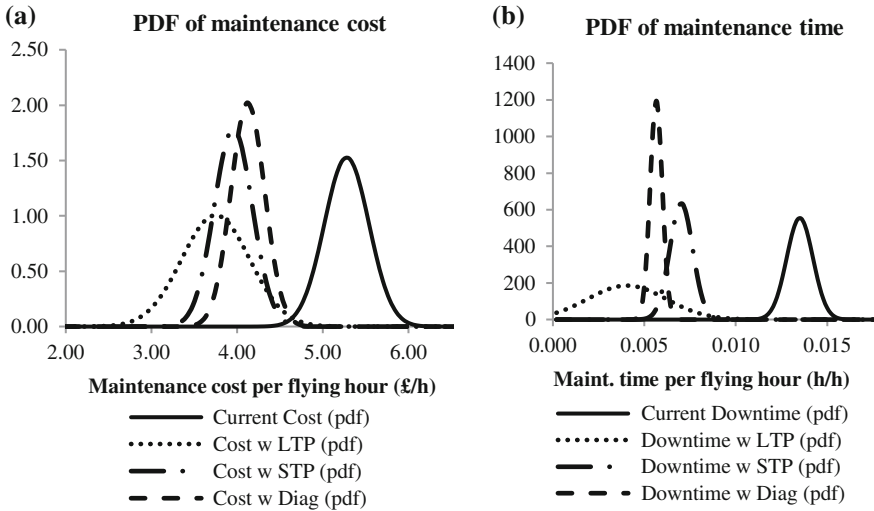 (a)
PDF of maintenance cost
2.50
2.00
1.50
1.00
0.50
0.00
2.00 3.00 4.00 5.00 6.00
Maintenance cost per flying hour (£/h)
Current Cost (pdf)
Cost w LTP (pdf)
Cost w STP (pdf)
Cost w Diag (pdf)
(b)
PDF of maintenance time
1400
1200
1000
800
600
400
200
0
0.000 0.005 0.010 0.015
Maint. time per flying hour (h/h)
Current Downtime (pdf)
Downtime w LTP (pdf)
Downtime w STP (pdf)
Downtime w Diag (pdf)